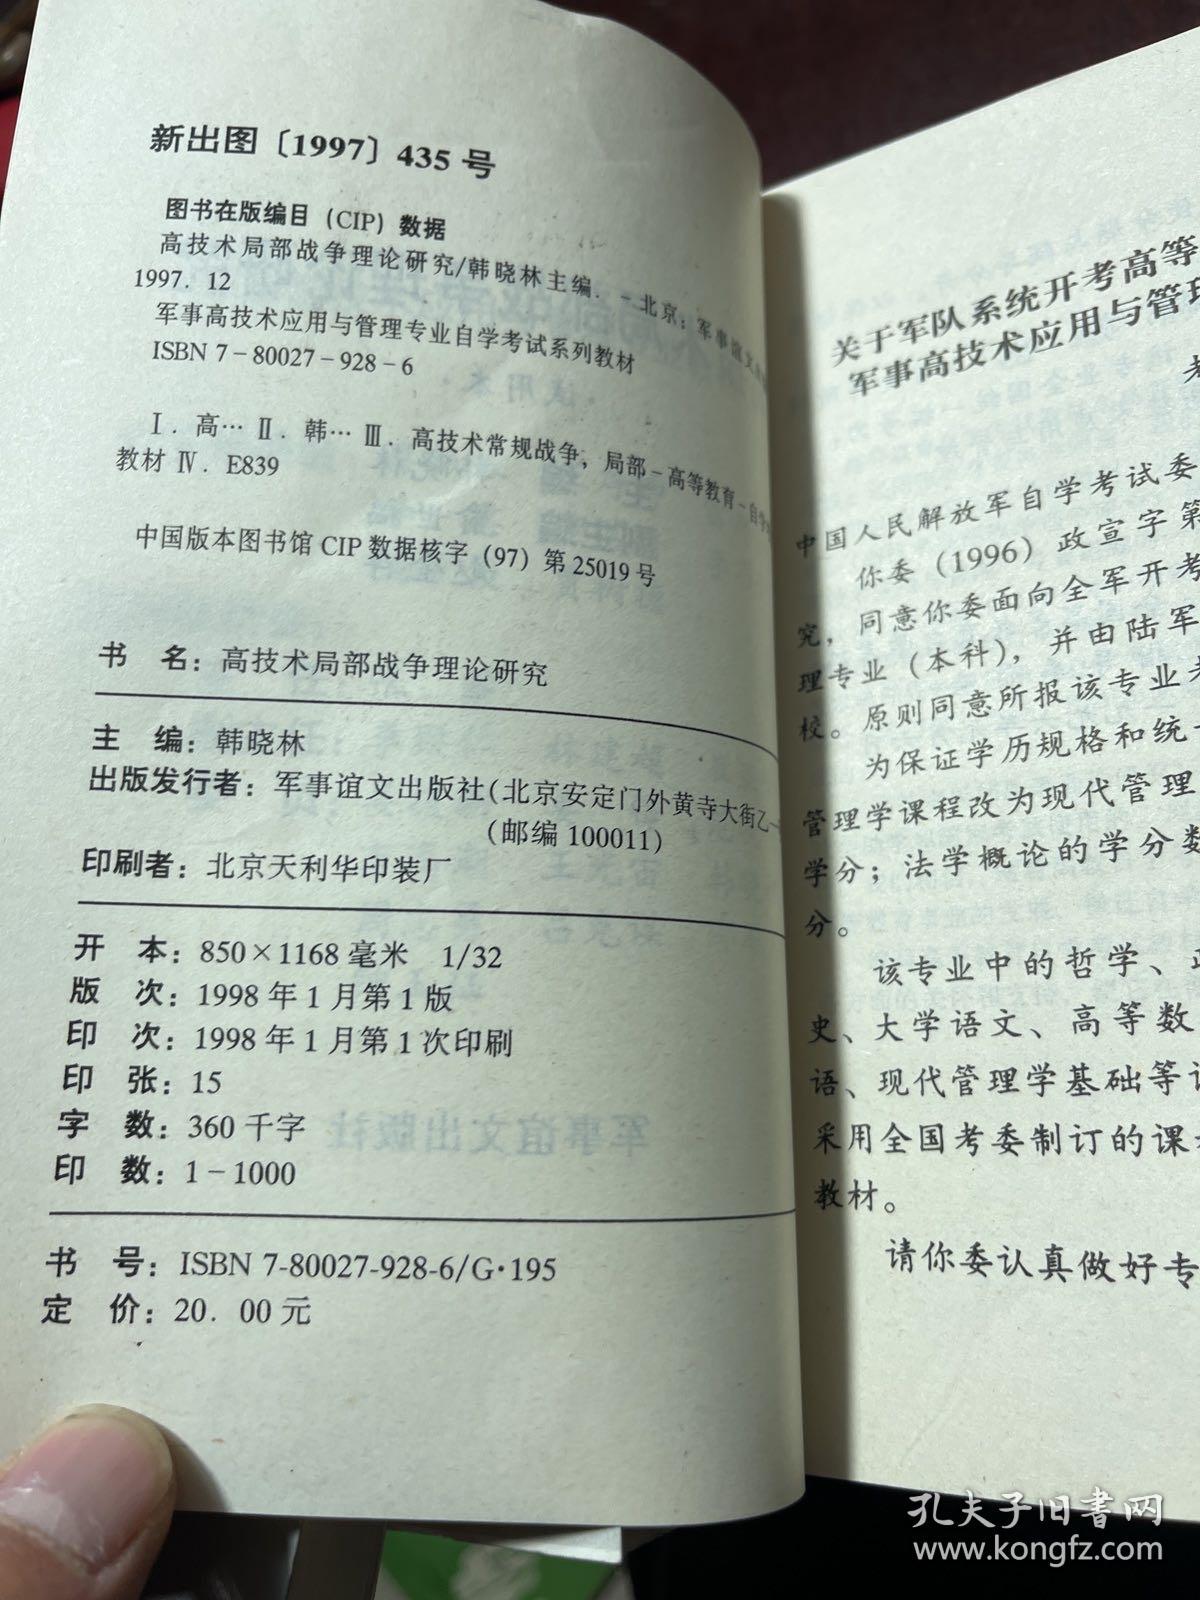 新出图〔1997〕435号
图书在版编目（CIP）数据
高技术局部战争理论研究/韩晓林主编．－北京：军事谊文
1997．12
军事高技术应用与管理专业自学考试系列教材
ISBN 7－80027－928－6
Ⅰ．高… Ⅱ．韩… Ⅲ．高技术常规战争，局部－高等教育－自学
教材 Ⅳ．E839
中国版本图书馆 CIP 数据核字（97）第 25019 号
书 名：高技术局部战争理论研究
主 编：韩晓林
出版发行者：军事谊文出版社（北京安定门外黄寺大街乙一
（邮编 100011）
印刷者：北京天利华印装厂
开 本：850×1168 毫米 1/32
版 次：1998 年 1 月第 1 版
印 次：1998 年 1 月第 1 次印刷
印 张：15
字 数：360 千字
印 数：1－1000
书 号：ISBN 7-80027-928-6/G·195
定 价：20．00 元
关于军队系统开考高等
军事高技术应用与管理
中国人民解放军自学考试委
你委（1996）政宣字第
究，同意你委面向全军开考
理专业（本科），并由陆军
校。原则同意所报该专业考
为保证学历规格和统一
管理学课程改为现代管理
学分；法学概论的学分数
分。
该专业中的哲学、政
史、大学语文、高等数
语、现代管理学基础等课
采用全国考委制订的课
教材。
请你委认真做好专
孔夫子旧书网
www.kongfz.com